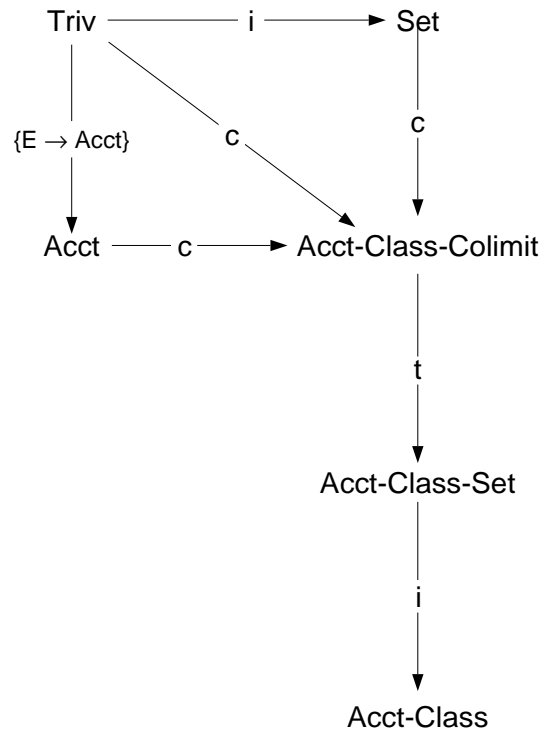 Triv i Set
{E → Acct} c c
Acct c Acct-Class-Colimit
t
Acct-Class-Set
i
Acct-Class